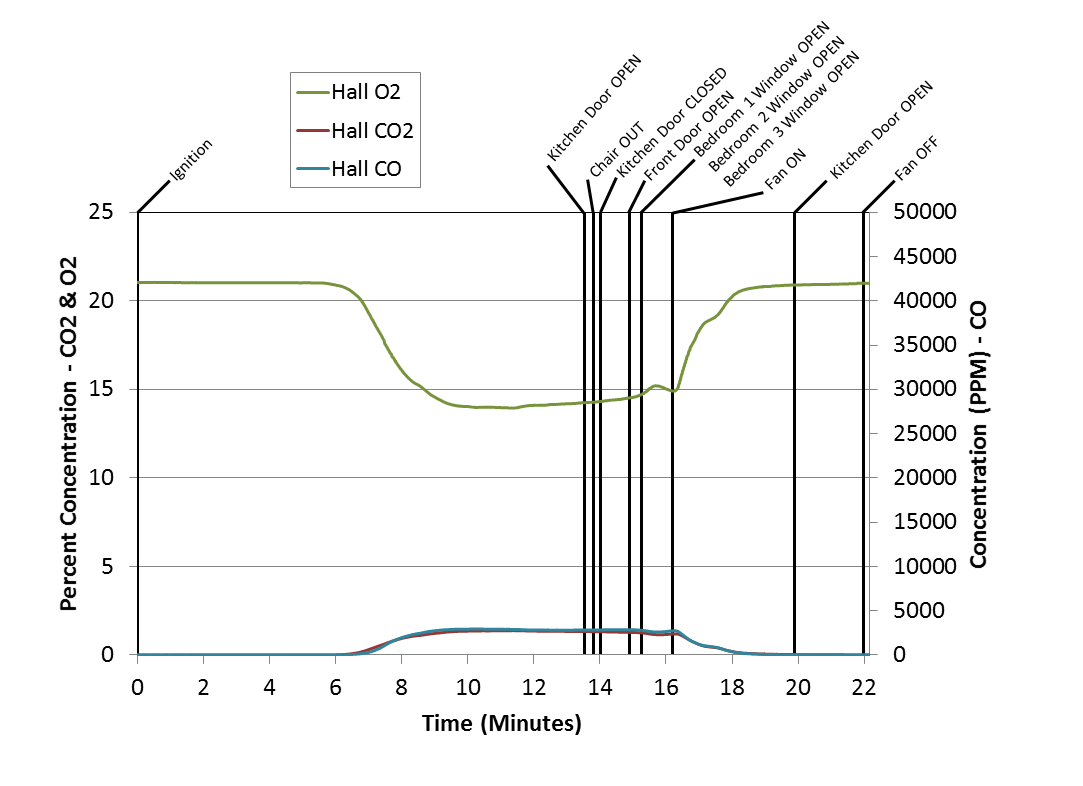 Hall O2
Hall CO2
Hall CO
Ignition
Kitchen Door OPEN
Chair OUT
Kitchen Door CLOSED
Front Door OPEN
Bedroom 1 Window OPEN
Bedroom 2 Window OPEN
Bedroom 3 Window OPEN
Fan ON
Kitchen Door OPEN
Fan OFF
25
20
15
10
5
0
Percent Concentration - CO2 & O2
50000
45000
40000
35000
30000
25000
20000
15000
10000
5000
0
Concentration (PPM) - CO
0 2 4 6 8 10 12 14 16 18 20 22
Time (Minutes)